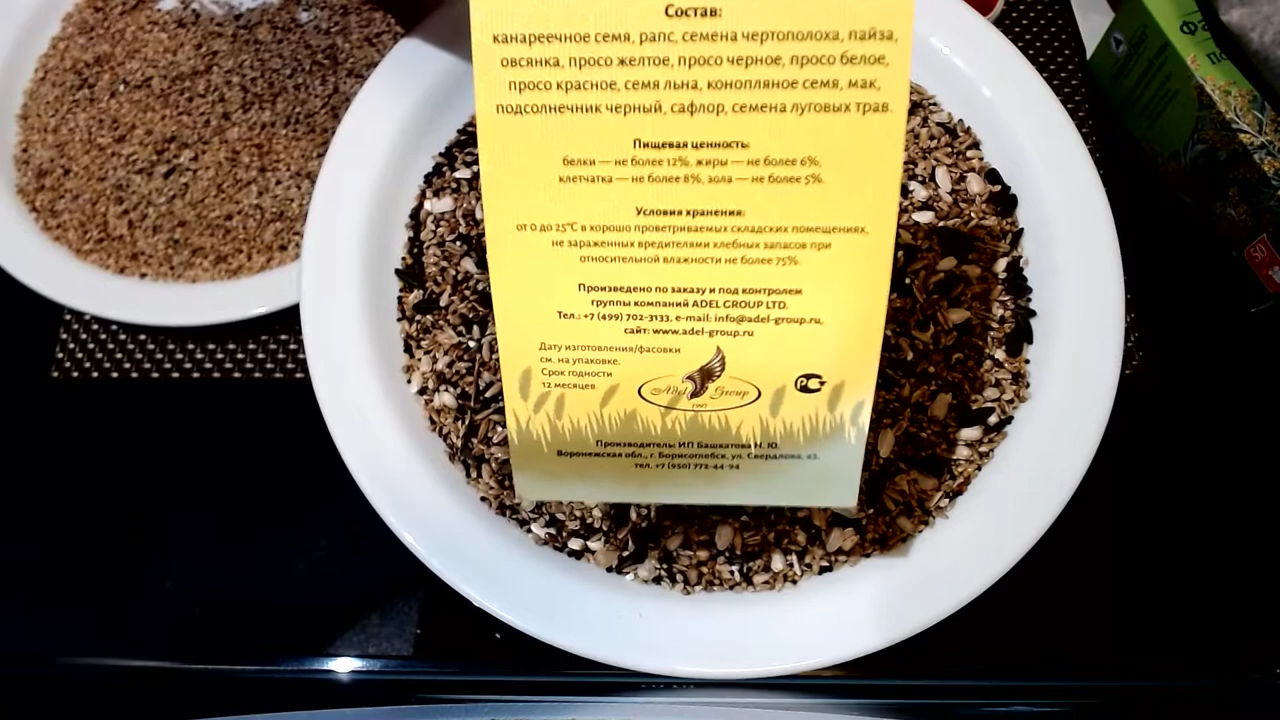 Состав:
канареечное семя, рапс, семена чертополоха, пайза,
овсянка, просо желтое, просо черное, просо белое,
просо красное, семя льна, конопляное семя, мак,
подсолнечник черный, сафлор, семена луговых трав.
Пищевая ценность:
белки — не более 12%, жиры — не более 6%,
клетчатка — не более 8%, зола — не более 5%.
Условия хранения:
от 0 до 25°С в хорошо проветриваемых складских помещениях,
не зараженных вредителями хлебных запасов при
относительной влажности не более 75%.
Произведено по заказу и под контролем
группы компаний ADEL GROUP LTD.
Тел.: +7 (499) 702-3133, e-mail: info@adel-group.ru,
сайт: www.adel-group.ru
Дату изготовления/фасовки
см. на упаковке.
Срок годности
12 месяцев.
Adel Group
1997
РС
Производитель: ИП Башкатова Н. Ю.
Воронежская обл., г. Борисоглебск, ул. Свердлова, 43.
тел. +7 (950) 772-44-94
50